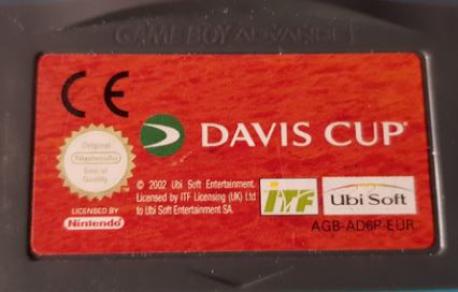 GAME BOY ADVANCE
CE
DAVIS CUP
Original
Nintendo
Seal of
Quality
© 2002 Ubi Soft Entertainment.
Licensed by ITF Licensing (UK) Ltd
to Ubi Soft Entertainment SA.
LICENSED BY
Nintendo
iTF
Ubi Soft
AGB-AD6P-EUR